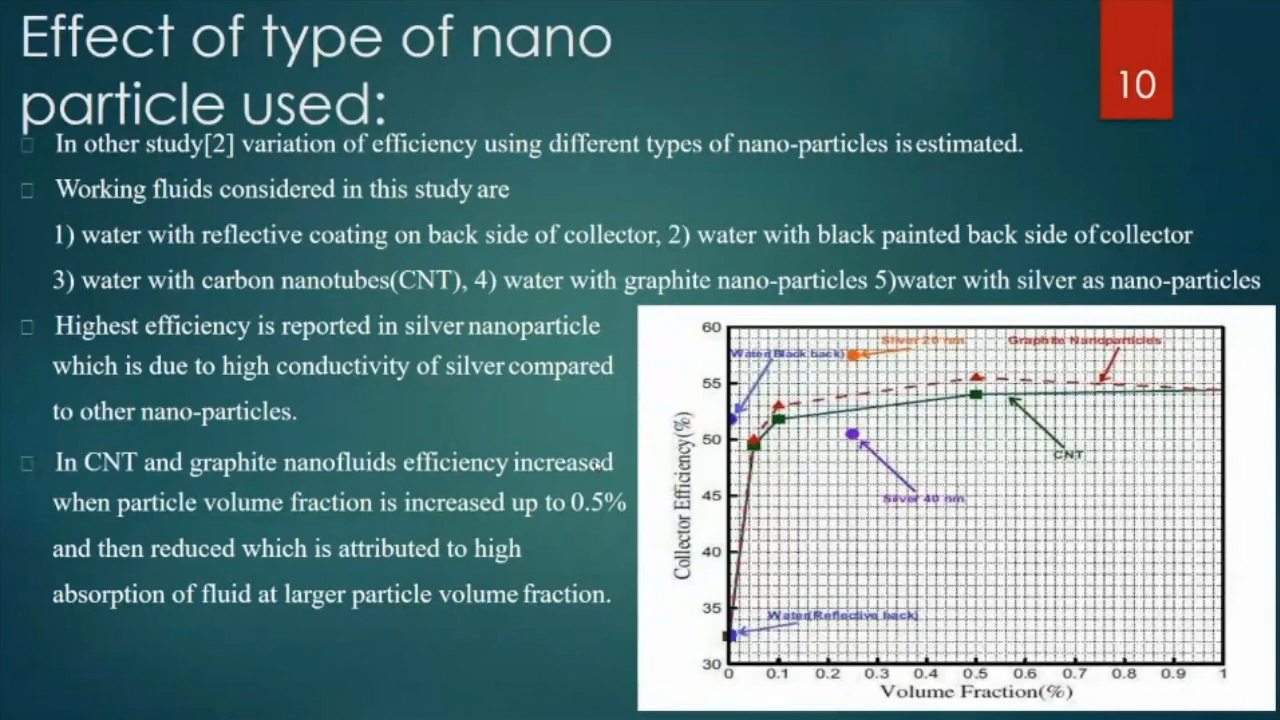 Effect of type of nano
particle used:
10
In other study[2] variation of efficiency using different types of nano-particles is estimated.
Working fluids considered in this study are
1) water with reflective coating on back side of collector, 2) water with black painted back side of collector
3) water with carbon nanotubes(CNT), 4) water with graphite nano-particles 5)water with silver as nano-particles
Highest efficiency is reported in silver nanoparticle
which is due to high conductivity of silver compared
to other nano-particles.
In CNT and graphite nanofluids efficiency increased
when particle volume fraction is increased up to 0.5%
and then reduced which is attributed to high
absorption of fluid at larger particle volume fraction.
60
55
50
45
40
35
30
Collector Efficiency(%)
Silver 20 nm
Graphite Nanoparticles
Water(Black back)
CNT
Silver 40 nm
Water(Reflective back)
0 0.1 0.2 0.3 0.4 0.5 0.6 0.7 0.8 0.9 1
Volume Fraction(%)